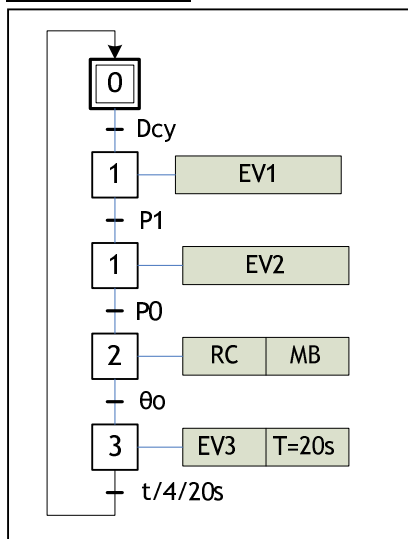 0
Dcy
1 EV1
P1
1 EV2
P0
2 RC MB
θo
3 EV3 T=20s
t/4/20s